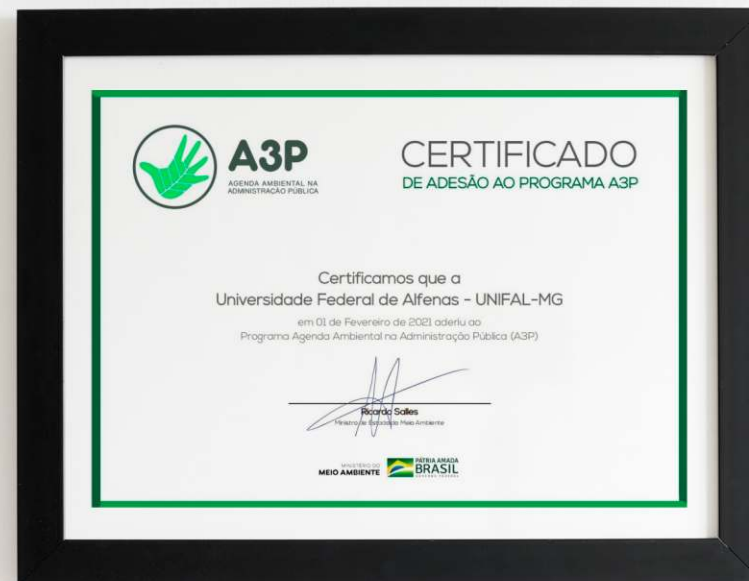 A3P
AGENDA AMBIENTAL NA
ADMINISTRAÇÃO PÚBLICA
CERTIFICADO
DE ADESÃO AO PROGRAMA A3P
Certificamos que a
Universidade Federal de Alfenas - UNIFAL-MG
em 01 de Fevereiro de 2021 aderiu ao
Programa Agenda Ambiental na Administração Pública (A3P)
Ricardo Salles
Ministro de Estado do Meio Ambiente
MINISTÉRIO DO
MEIO AMBIENTE
PÁTRIA AMADA
BRASIL
GOVERNO FEDERAL